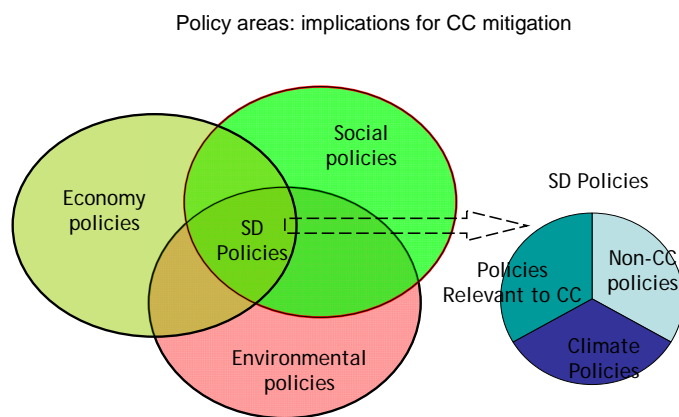 Policy areas: implications for CC mitigation
Social
policies
Economy
policies
SD
Policies
Environmental
policies
SD Policies
Policies
Relevant to CC
Non-CC
policies
Climate
Policies